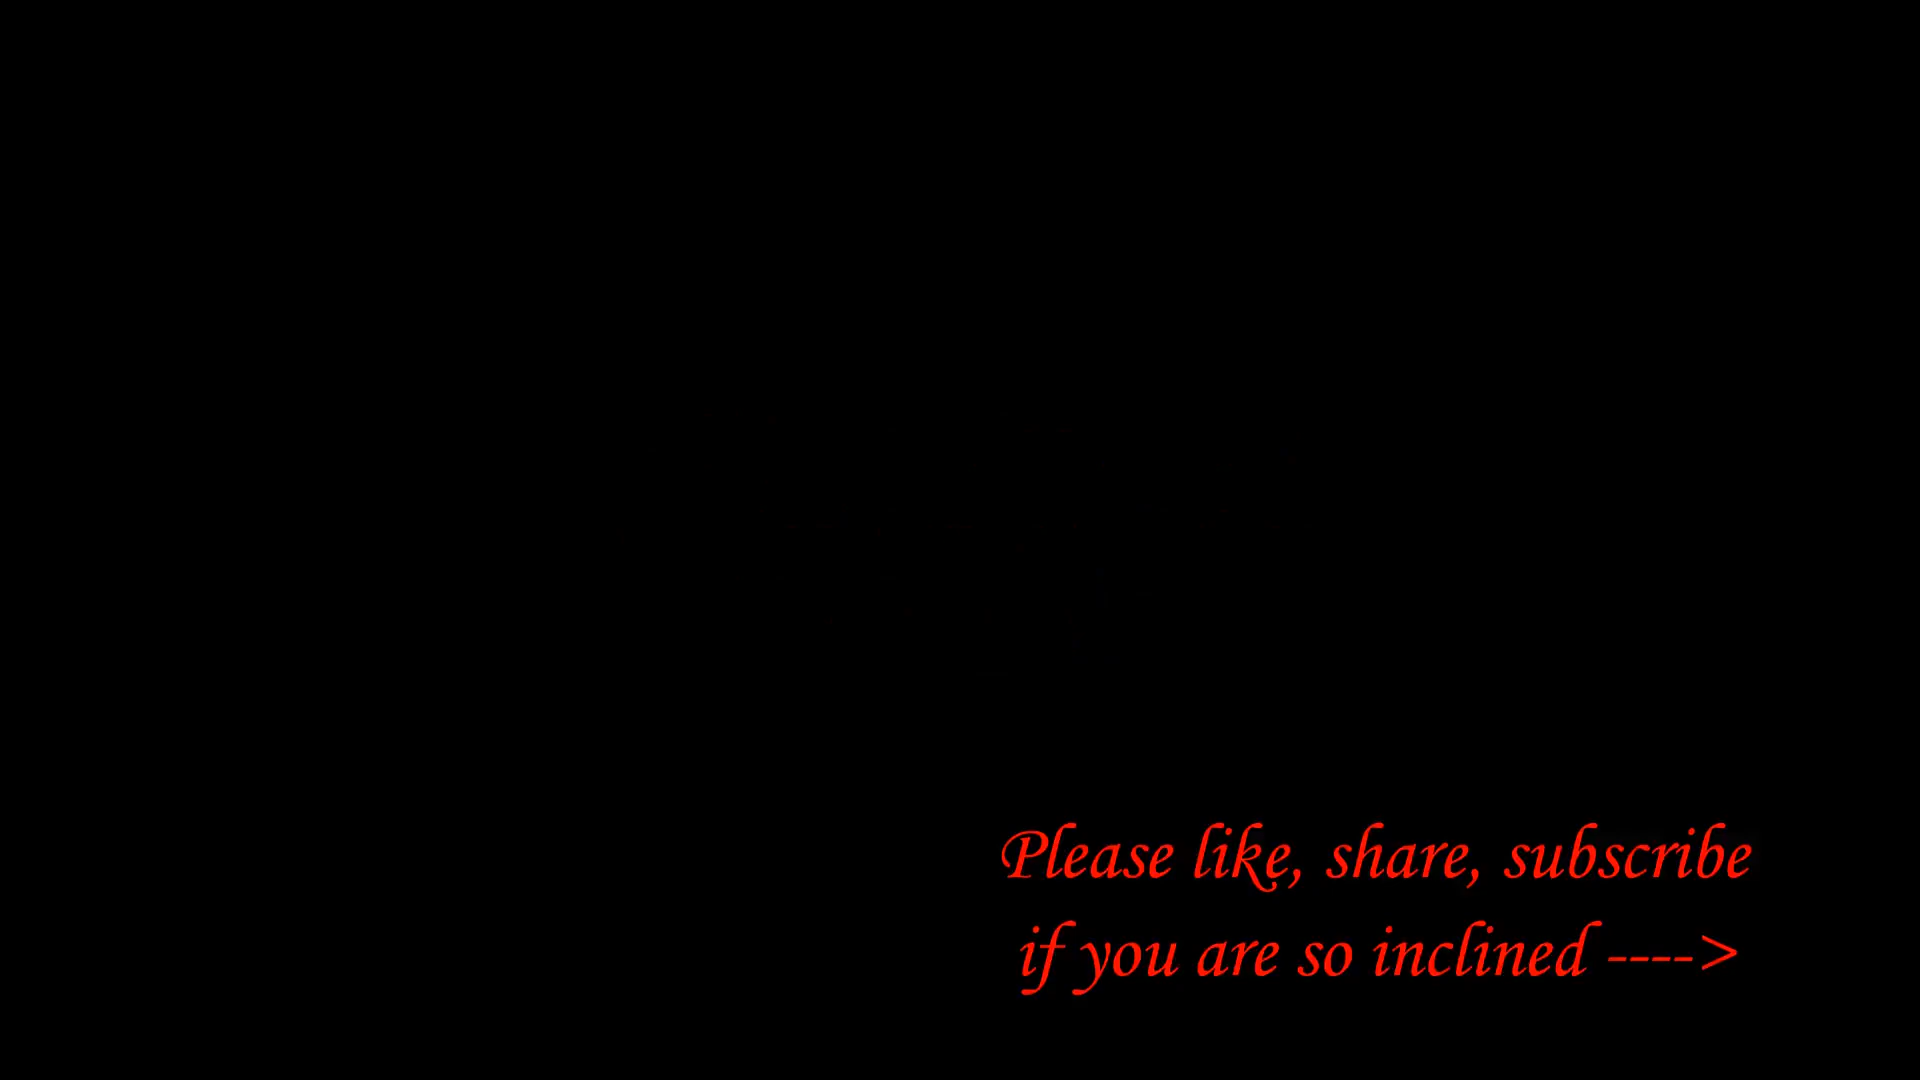 Please like, share, subscribe
if you are so inclined ---->